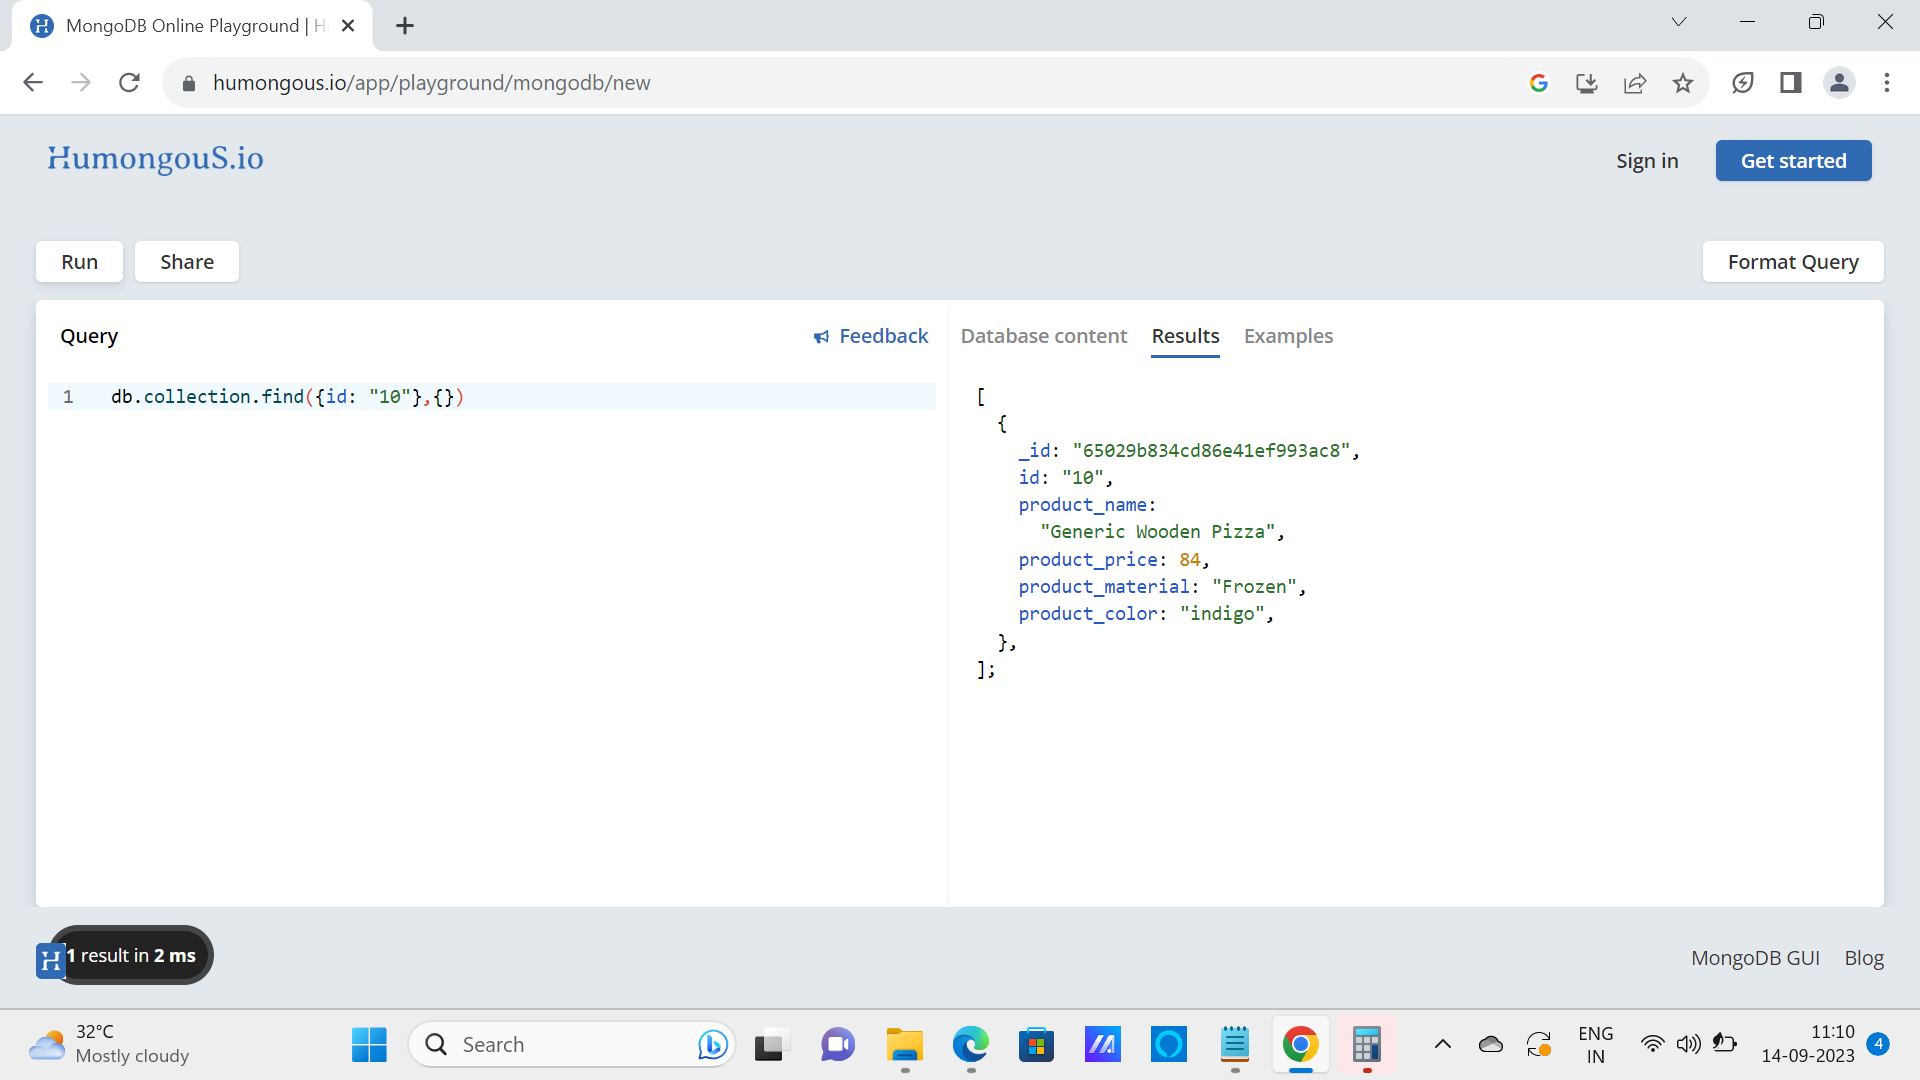 MongoDB Online Playground | H
humongous.io/app/playground/mongodb/new
HumongouS.io
Sign in
Get started
Run
Share
Format Query
Query
Feedback
Database content
Results
Examples
1 db.collection.find({id: "10"},{})
[
{
_id: "65029b834cd86e41ef993ac8",
id: "10",
product_name:
"Generic Wooden Pizza",
product_price: 84,
product_material: "Frozen",
product_color: "indigo",
},
];
H
1 result in 2 ms
MongoDB GUI
Blog
32°C
Mostly cloudy
Search
ENG
IN
11:10
14-09-2023
4